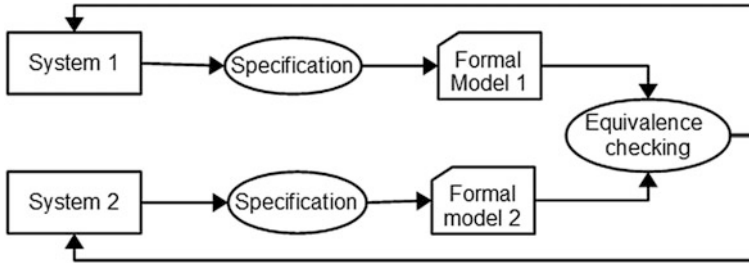 System 1
Specification
Formal
Model 1
Equivalence
checking
System 2
Specification
Formal
model 2